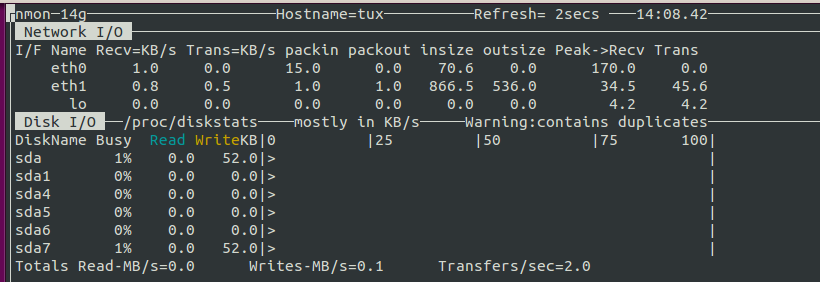 nmon-14g Hostname=tux Refresh= 2secs 14:08.42
Network I/O
I/F Name Recv=KB/s Trans=KB/s packin packout insize outsize Peak->Recv Trans
eth0 1.0 0.0 15.0 0.0 70.6 0.0 170.0 0.0
eth1 0.8 0.5 1.0 1.0 866.5 536.0 34.5 45.6
lo 0.0 0.0 0.0 0.0 0.0 0.0 4.2 4.2
Disk I/O /proc/diskstats mostly in KB/s Warning:contains duplicates
DiskName Busy Read WriteKB|0 |25 |50 |75 100|
sda 1% 0.0 52.0|> |
sda1 0% 0.0 0.0|> |
sda4 0% 0.0 0.0|> |
sda5 0% 0.0 0.0|> |
sda6 0% 0.0 0.0|> |
sda7 1% 0.0 52.0|> |
Totals Read-MB/s=0.0 Writes-MB/s=0.1 Transfers/sec=2.0